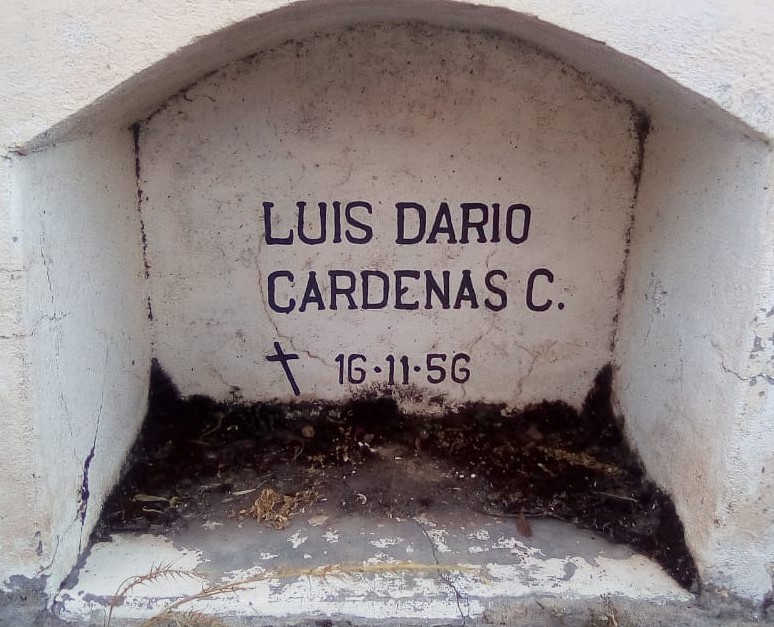 LUIS DARIO
CARDENAS C.
† 16·11·56